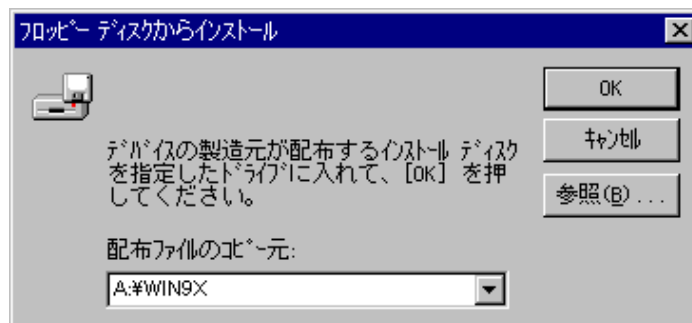 ﾌﾛｯﾋﾟｰ ﾃﾞｨｽｸからｲﾝｽﾄｰﾙ
OK
ﾃﾞﾊﾞｲｽの製造元が配布するｲﾝｽﾄｰﾙ ﾃﾞｨｽｸ
を指定したﾄﾞﾗｲﾌﾞに入れて、[OK] を押
してください。
ｷｬﾝｾﾙ
参照(B)...
配布ﾌｧｲﾙのｺﾋﾟｰ元:
A:¥WIN9X